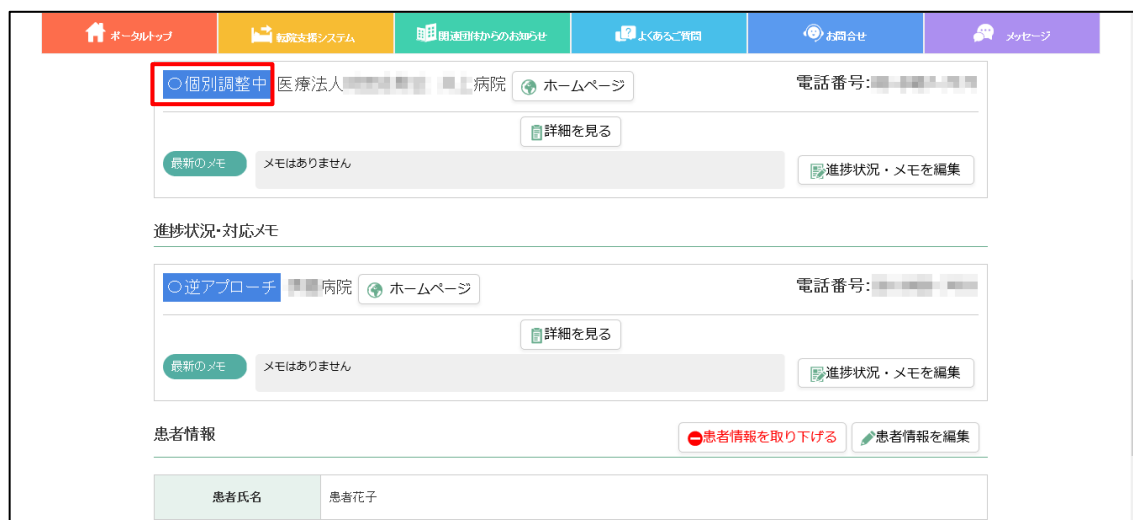 ポータルトップ 転院支援システム 関連団体からのお知らせ よくあるご質問 お問合せ メッセージ
○個別調整中 医療法人 病院 ホームページ 電話番号:
詳細を見る
最新のメモ メモはありません 進捗状況・メモを編集
進捗状況・対応メモ
○逆アプローチ 病院 ホームページ 電話番号:
詳細を見る
最新のメモ メモはありません 進捗状況・メモを編集
患者情報 患者情報を取り下げる 患者情報を編集
患者氏名 患者花子